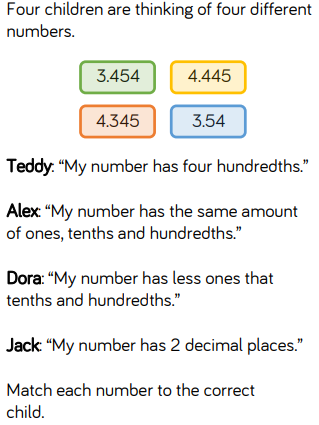 Four children are thinking of four different
numbers.
3.454 4.445
4.345 3.54
Teddy: “My number has four hundredths.”
Alex: “My number has the same amount
of ones, tenths and hundredths.”
Dora: “My number has less ones that
tenths and hundredths.”
Jack: “My number has 2 decimal places.”
Match each number to the correct
child.